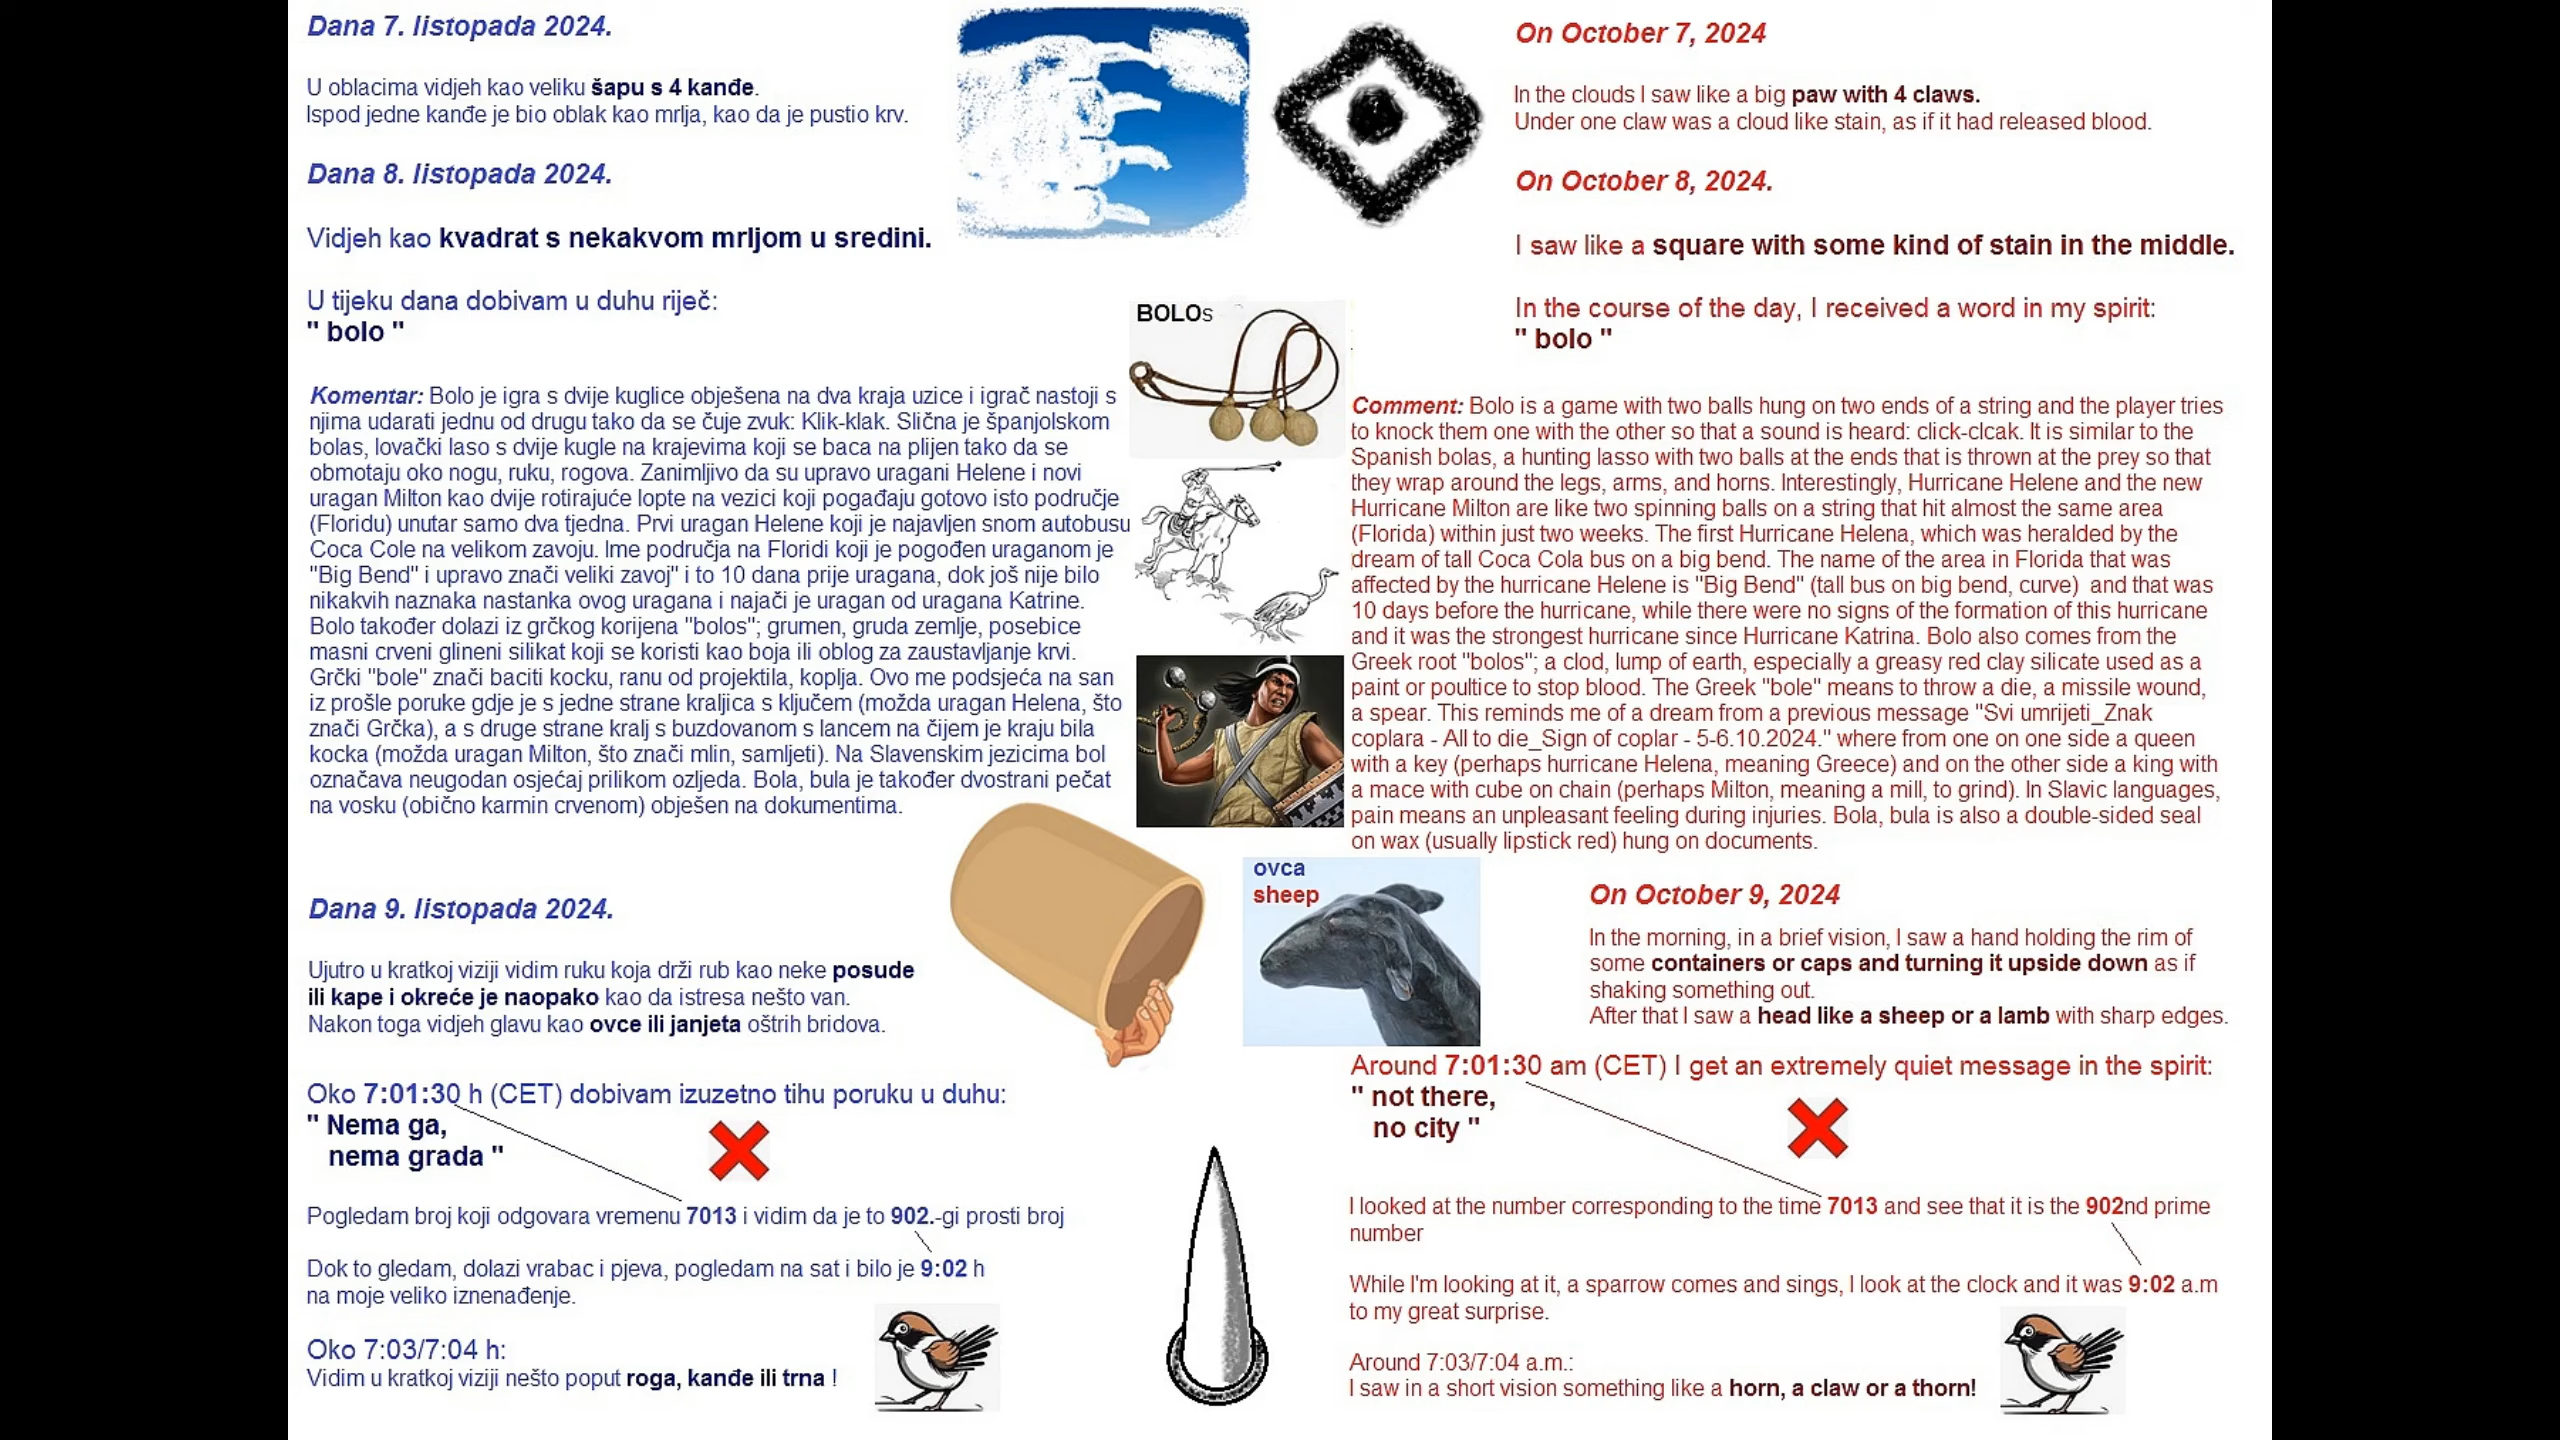 Dana 7. listopada 2024.
U oblacima vidjeh kao veliku šapu s 4 kanđe.
Ispod jedne kanđe je bio oblak kao mrlja, kao da je pustio krv.
Dana 8. listopada 2024.
Vidjeh kao kvadrat s nekakvom mrljom u sredini.
U tijeku dana dobivam u duhu riječ:
" bolo "
Komentar: Bolo je igra s dvije kuglice obješena na dva kraja uzice i igrač nastoji s
njima udarati jednu od drugu tako da se čuje zvuk: Klik-klak. Slična je španjolskom
bolas, lovački laso s dvije kugle na krajevima koji se baca na plijen tako da se
obmotaju oko nogu, ruku, rogova. Zanimljivo da su upravo uragani Helene i novi
uragan Milton kao dvije rotirajuće lopte na vezici koji pogađaju gotovo isto područje
(Floridu) unutar samo dva tjedna. Prvi uragan Helene koji je najavljen snom autobusu
Coca Cole na velikom zavoju. Ime područja na Floridi koji je pogođen uraganom je
"Big Bend" i upravo znači veliki zavoj" i to 10 dana prije uragana, dok još nije bilo
nikakvih naznaka nastanka ovog uragana i najači je uragan od uragana Katrine.
Bolo također dolazi iz grčkog korijena "bolos"; grumen, gruda zemlje, posebice
masni crveni glineni silikat koji se koristi kao boja ili oblog za zaustavljanje krvi.
Grčki "bole" znači baciti kocku, ranu od projektila, koplja. Ovo me podsjeća na san
iz prošle poruke gdje je s jedne strane kraljica s ključem (možda uragan Helena, što
znači Grčka), a s druge strane kralj s buzdovanom s lancem na čijem je kraju bila
kocka (možda uragan Milton, što znači mlin, samljeti). Na Slavenskim jezicima bol
označava neugodan osjećaj prilikom ozljeda. Bola, bula je također dvostrani pečat
na vosku (obično karmin crvenom) obješen na dokumentima.
Dana 9. listopada 2024.
Ujutro u kratkoj viziji vidim ruku koja drži rub kao neke posude
ili kape i okreće je naopako kao da istresa nešto van.
Nakon toga vidjeh glavu kao ovce ili janjeta oštrih bridova.
Oko 7:01:30 h (CET) dobivam izuzetno tihu poruku u duhu:
" Nema ga,
nema grada "
Pogledam broj koji odgovara vremenu 7013 i vidim da je to 902.-gi prosti broj
Dok to gledam, dolazi vrabac i pjeva, pogledam na sat i bilo je 9:02 h
na moje veliko iznenađenje.
Oko 7:03/7:04 h:
Vidim u kratkoj viziji nešto poput roga, kanđe ili trna !
BOLOs
ovca
sheep
On October 7, 2024
In the clouds I saw like a big paw with 4 claws.
Under one claw was a cloud like stain, as if it had released blood.
On October 8, 2024.
I saw like a square with some kind of stain in the middle.
In the course of the day, I received a word in my spirit:
" bolo "
Comment: Bolo is a game with two balls hung on two ends of a string and the player tries
to knock them one with the other so that a sound is heard: click-clcak. It is similar to the
Spanish bolas, a hunting lasso with two balls at the ends that is thrown at the prey so that
they wrap around the legs, arms, and horns. Interestingly, Hurricane Helene and the new
Hurricane Milton are like two spinning balls on a string that hit almost the same area
(Florida) within just two weeks. The first Hurricane Helena, which was heralded by the
dream of tall Coca Cola bus on a big bend. The name of the area in Florida that was
affected by the hurricane Helene is "Big Bend" (tall bus on big bend, curve) and that was
10 days before the hurricane, while there were no signs of the formation of this hurricane
and it was the strongest hurricane since Hurricane Katrina. Bolo also comes from the
Greek root "bolos"; a clod, lump of earth, especially a greasy red clay silicate used as a
paint or poultice to stop blood. The Greek "bole" means to throw a die, a missile wound,
a spear. This reminds me of a dream from a previous message "Svi umrijeti_Znak
coplara - All to die_Sign of coplar - 5-6.10.2024." where from one on one side a queen
with a key (perhaps hurricane Helena, meaning Greece) and on the other side a king with
a mace with cube on chain (perhaps Milton, meaning a mill, to grind). In Slavic languages,
pain means an unpleasant feeling during injuries. Bola, bula is also a double-sided seal
on wax (usually lipstick red) hung on documents.
On October 9, 2024
In the morning, in a brief vision, I saw a hand holding the rim of
some containers or caps and turning it upside down as if
shaking something out.
After that I saw a head like a sheep or a lamb with sharp edges.
Around 7:01:30 am (CET) I get an extremely quiet message in the spirit:
" not there,
no city "
I looked at the number corresponding to the time 7013 and see that it is the 902nd prime
number
While I'm looking at it, a sparrow comes and sings, I look at the clock and it was 9:02 a.m
to my great surprise.
Around 7:03/7:04 a.m.:
I saw in a short vision something like a horn, a claw or a thorn!